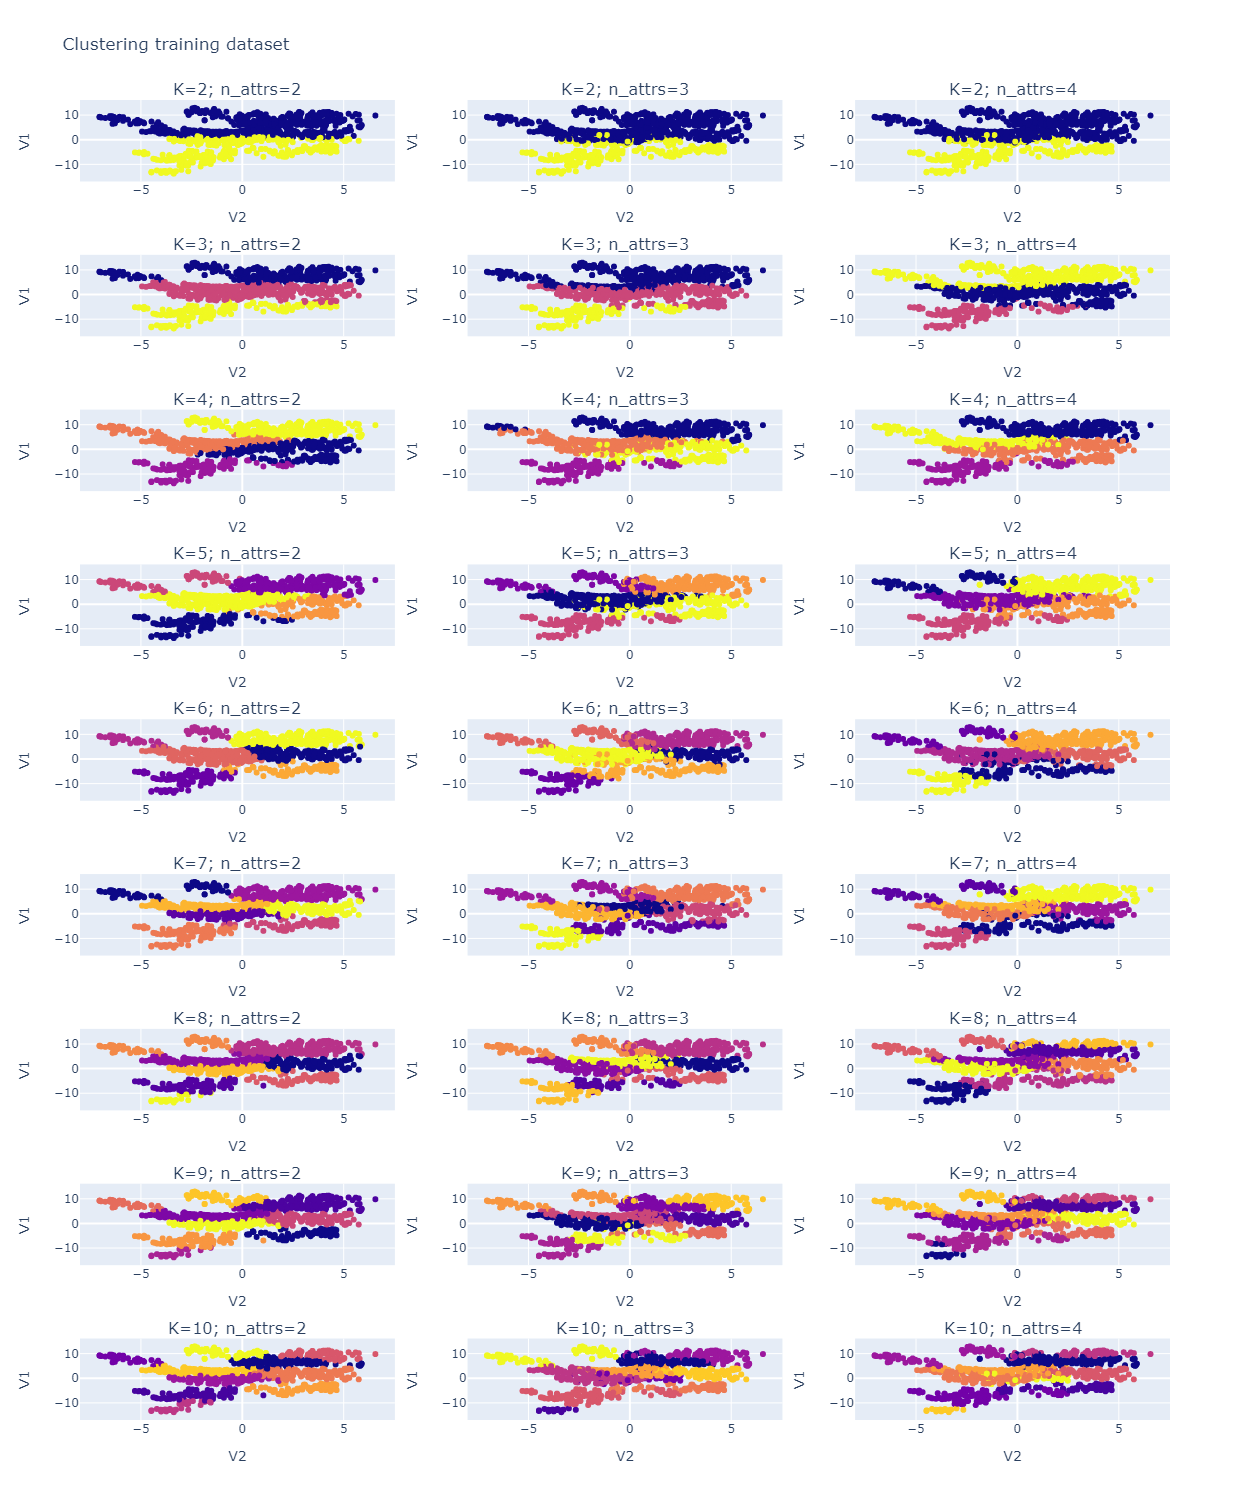 Clustering training dataset
K=2; n_attrs=2 K=2; n_attrs=3 K=2; n_attrs=4
V1 10 0 −10 V1 10 0 −10 V1 10 0 −10
−5 0 5 −5 0 5 −5 0 5
V2 V2 V2
K=3; n_attrs=2 K=3; n_attrs=3 K=3; n_attrs=4
V1 10 0 −10 V1 10 0 −10 V1 10 0 −10
−5 0 5 −5 0 5 −5 0 5
V2 V2 V2
K=4; n_attrs=2 K=4; n_attrs=3 K=4; n_attrs=4
V1 10 0 −10 V1 10 0 −10 V1 10 0 −10
−5 0 5 −5 0 5 −5 0 5
V2 V2 V2
K=5; n_attrs=2 K=5; n_attrs=3 K=5; n_attrs=4
V1 10 0 −10 V1 10 0 −10 V1 10 0 −10
−5 0 5 −5 0 5 −5 0 5
V2 V2 V2
K=6; n_attrs=2 K=6; n_attrs=3 K=6; n_attrs=4
V1 10 0 −10 V1 10 0 −10 V1 10 0 −10
−5 0 5 −5 0 5 −5 0 5
V2 V2 V2
K=7; n_attrs=2 K=7; n_attrs=3 K=7; n_attrs=4
V1 10 0 −10 V1 10 0 −10 V1 10 0 −10
−5 0 5 −5 0 5 −5 0 5
V2 V2 V2
K=8; n_attrs=2 K=8; n_attrs=3 K=8; n_attrs=4
V1 10 0 −10 V1 10 0 −10 V1 10 0 −10
−5 0 5 −5 0 5 −5 0 5
V2 V2 V2
K=9; n_attrs=2 K=9; n_attrs=3 K=9; n_attrs=4
V1 10 0 −10 V1 10 0 −10 V1 10 0 −10
−5 0 5 −5 0 5 −5 0 5
V2 V2 V2
K=10; n_attrs=2 K=10; n_attrs=3 K=10; n_attrs=4
V1 10 0 −10 V1 10 0 −10 V1 10 0 −10
−5 0 5 −5 0 5 −5 0 5
V2 V2 V2